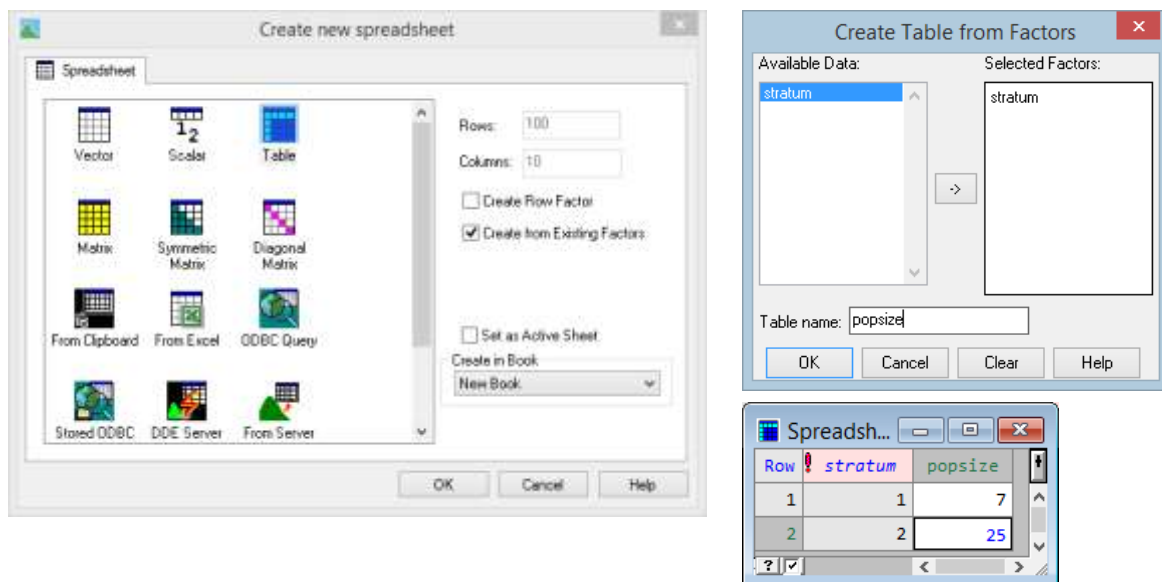 Create new spreadsheet
Spreadsheet
Vector
Scalar
Table
Matrix
Symmetric
Matrix
Diagonal
Matrix
From Clipboard
From Excel
ODBC Query
Stored ODBC
DDE Server
From Server
Rows: 100
Columns: 10
Create Row Factor
Create from Existing Factors
Set as Active Sheet
Create in Book
New Book
OK Cancel Help
Create Table from Factors
Available Data: Selected Factors:
stratum stratum
->
Table name: popsize
OK Cancel Clear Help
Spreadsh...
Row ! stratum popsize
1 1 7
2 2 25
?